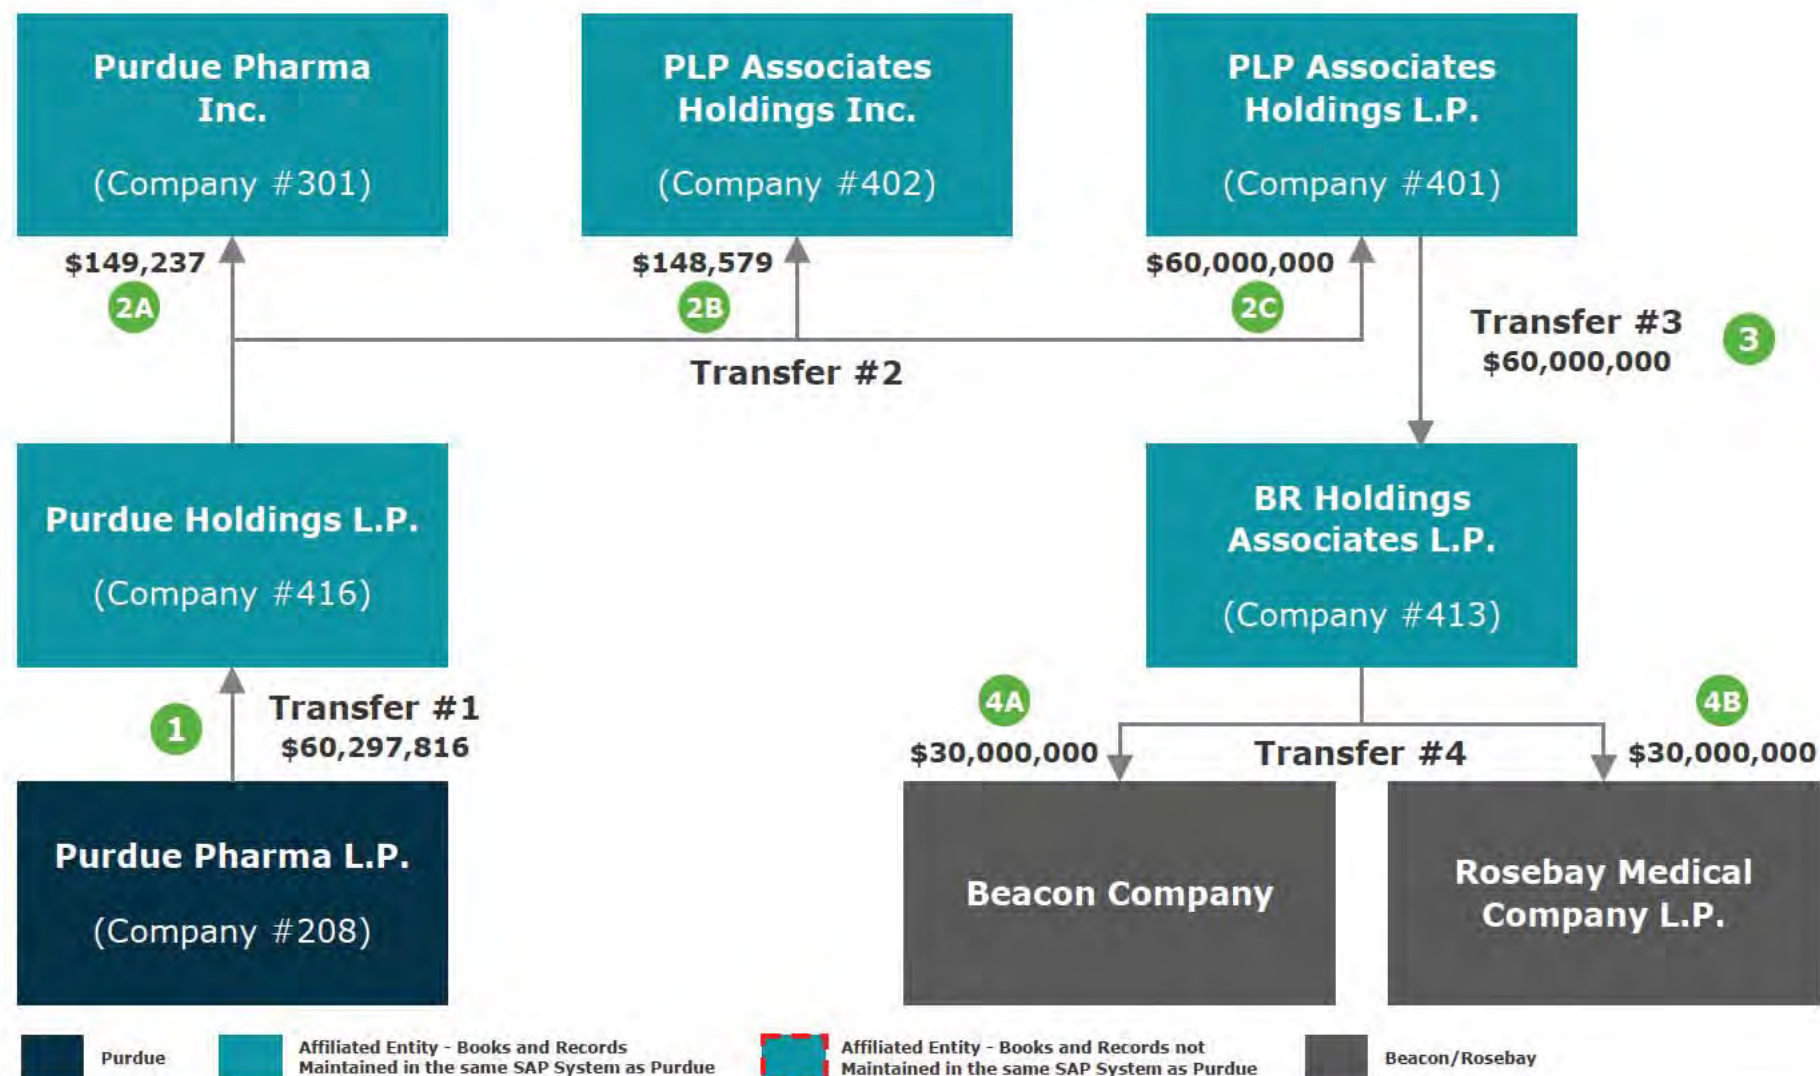 Purdue Pharma
Inc.
(Company #301)
PLP Associates
Holdings Inc.
(Company #402)
PLP Associates
Holdings L.P.
(Company #401)
$149,237
2A
$148,579
2B
$60,000,000
2C
Transfer #2
Transfer #3
$60,000,000
3
Purdue Holdings L.P.
(Company #416)
BR Holdings
Associates L.P.
(Company #413)
1
Transfer #1
$60,297,816
4A
$30,000,000
Transfer #4
4B
$30,000,000
Purdue Pharma L.P.
(Company #208)
Beacon Company
Rosebay Medical
Company L.P.
Purdue
Affiliated Entity - Books and Records
Maintained in the same SAP System as Purdue
Affiliated Entity - Books and Records not
Maintained in the same SAP System as Purdue
Beacon/Rosebay